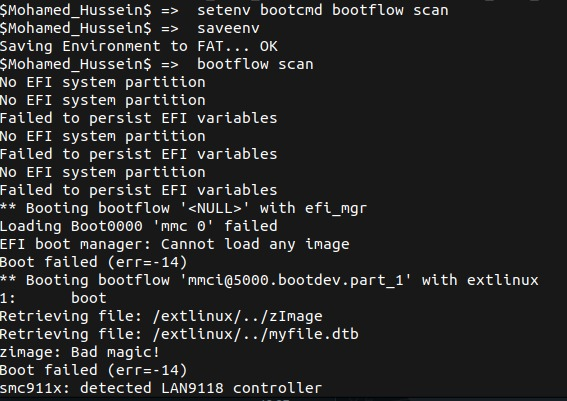 $Mohamed_Hussein$ =>  setenv bootcmd bootflow scan
$Mohamed_Hussein$ =>  saveenv
Saving Environment to FAT... OK
$Mohamed_Hussein$ =>  bootflow scan
No EFI system partition
No EFI system partition
Failed to persist EFI variables
No EFI system partition
Failed to persist EFI variables
No EFI system partition
Failed to persist EFI variables
** Booting bootflow '<NULL>' with efi_mgr
Loading Boot0000 'mmc 0' failed
EFI boot manager: Cannot load any image
Boot failed (err=-14)
** Booting bootflow 'mmci@5000.bootdev.part_1' with extlinux
1:      boot
Retrieving file: /extlinux/../zImage
Retrieving file: /extlinux/../myfile.dtb
zimage: Bad magic!
Boot failed (err=-14)
smc911x: detected LAN9118 controller